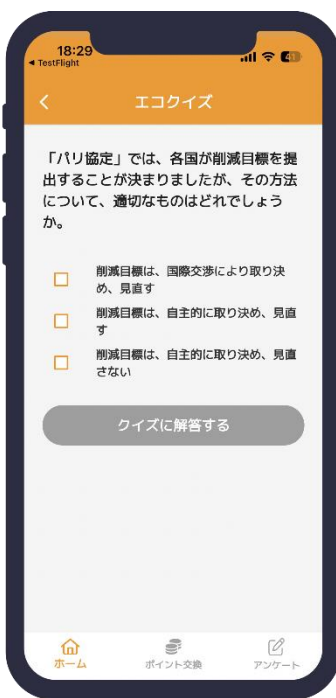 18:29
◀ TestFlight
41
エコクイズ
「パリ協定」では、各国が削減目標を提
出することが決まりましたが、その方法
について、適切なものはどれでしょう
か。
削減目標は、国際交渉により取り決
め、見直す
削減目標は、自主的に取り決め、見直
す
削減目標は、自主的に取り決め、見直
さない
クイズに解答する
ホーム
ポイント交換
アンケート